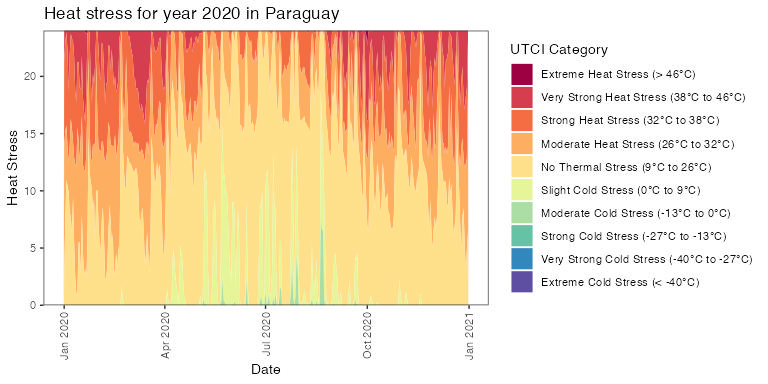 Heat stress for year 2020 in Paraguay
UTCI Category
Extreme Heat Stress (> 46°C)
Very Strong Heat Stress (38°C to 46°C)
Strong Heat Stress (32°C to 38°C)
Moderate Heat Stress (26°C to 32°C)
No Thermal Stress (9°C to 26°C)
Slight Cold Stress (0°C to 9°C)
Moderate Cold Stress (-13°C to 0°C)
Strong Cold Stress (-27°C to -13°C)
Very Strong Cold Stress (-40°C to -27°C)
Extreme Cold Stress (< -40°C)
Heat Stress
20
15
10
5
0
Jan 2020
Apr 2020
Jul 2020
Oct 2020
Jan 2021
Date